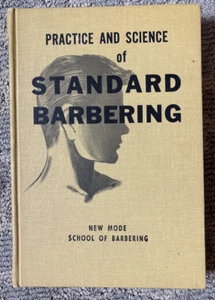 PRACTICE AND SCIENCE
of
STANDARD
BARBERING
NEW MODE
SCHOOL OF BARBERING